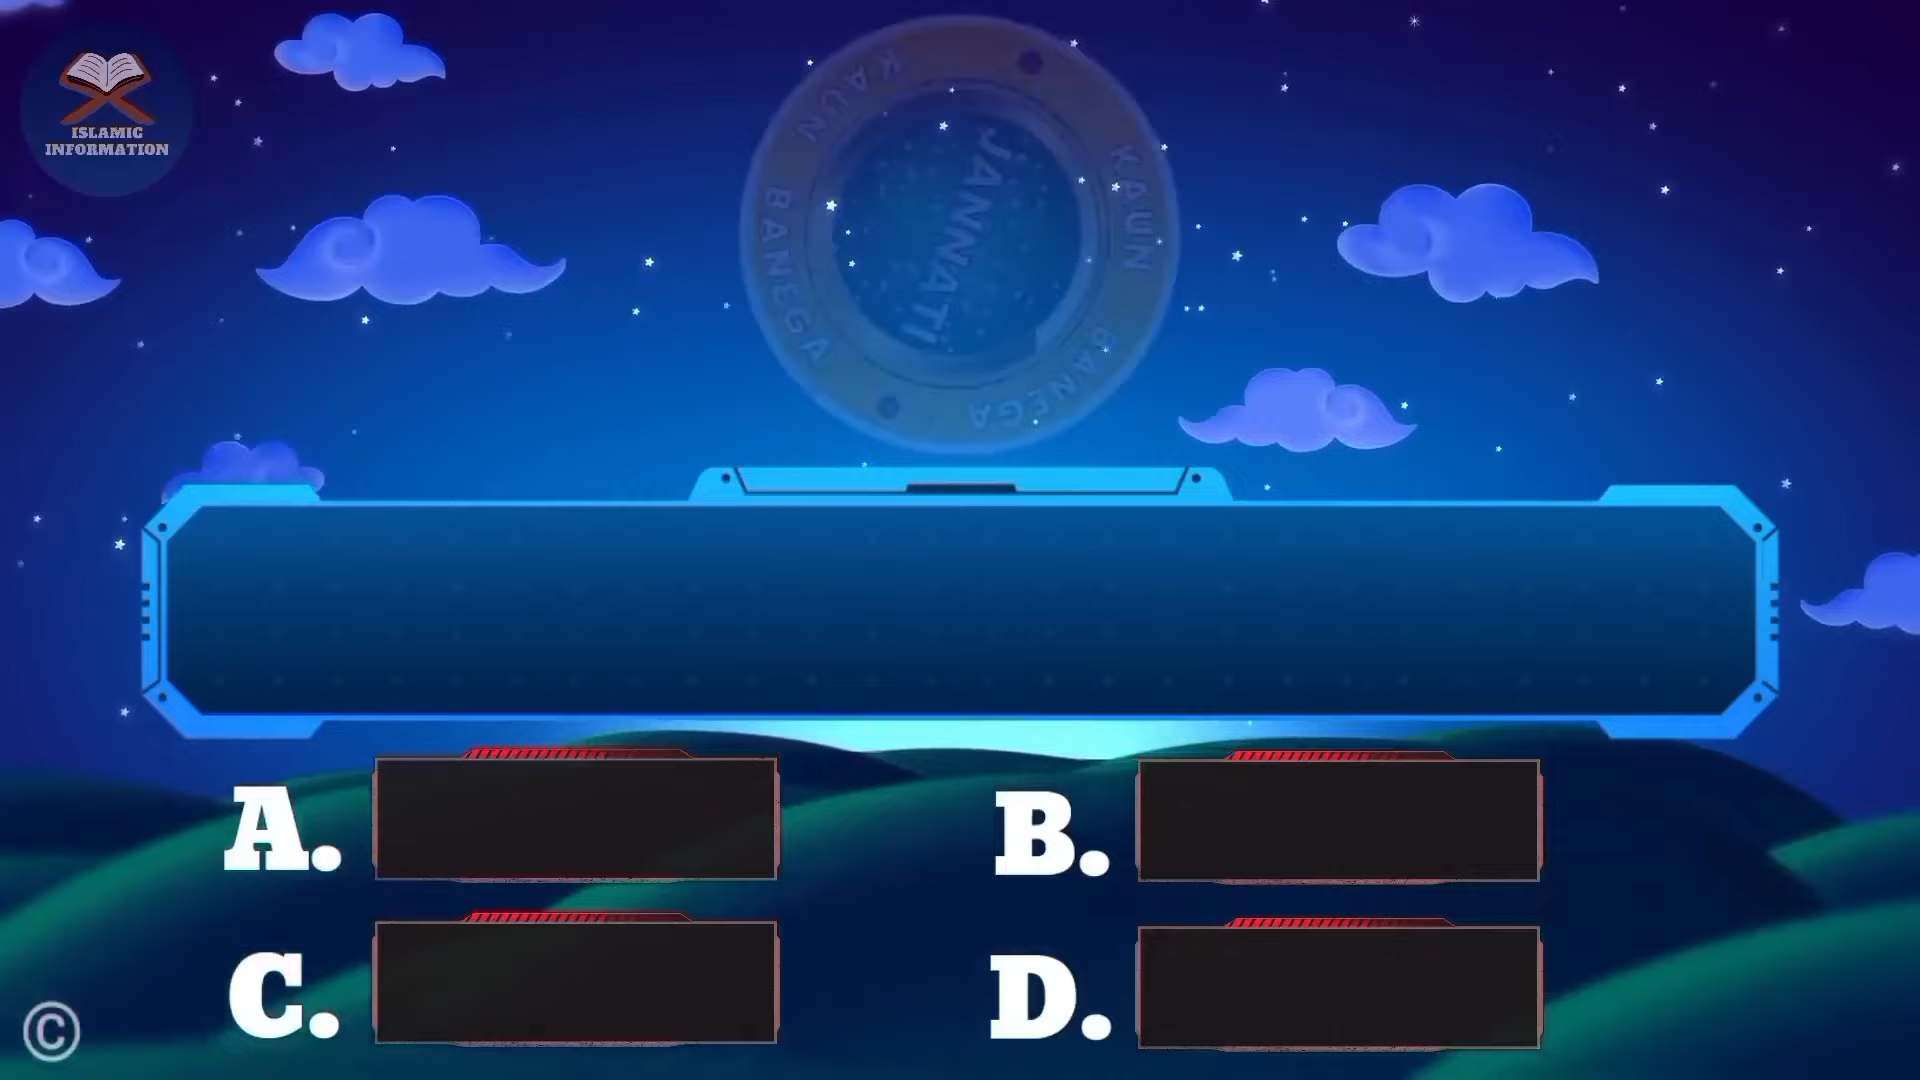 ISLAMIC
INFORMATION
KAUN
KAUN
BANEGA
BANEGA
JANNATI
A.
B.
C.
D.
©